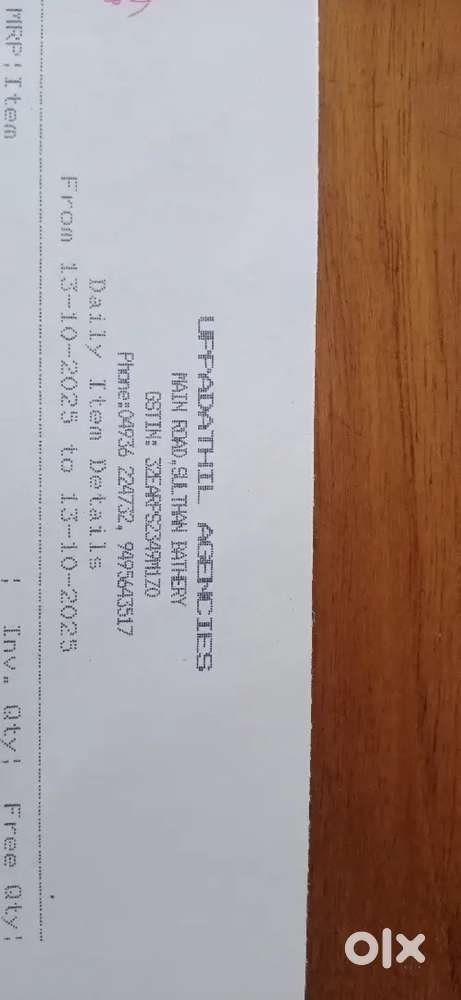 UPPADATHIL AGENCIES
MAIN ROAD,SULTHAN BATHERY
GSTIN: 32EARPS2349M1ZO
Phone:04936 224732, 9495643517
Daily Item Details
From 13-10-2025 to 13-10-2025
MRP|Item | Inv. Qty| Free Qty|
olx